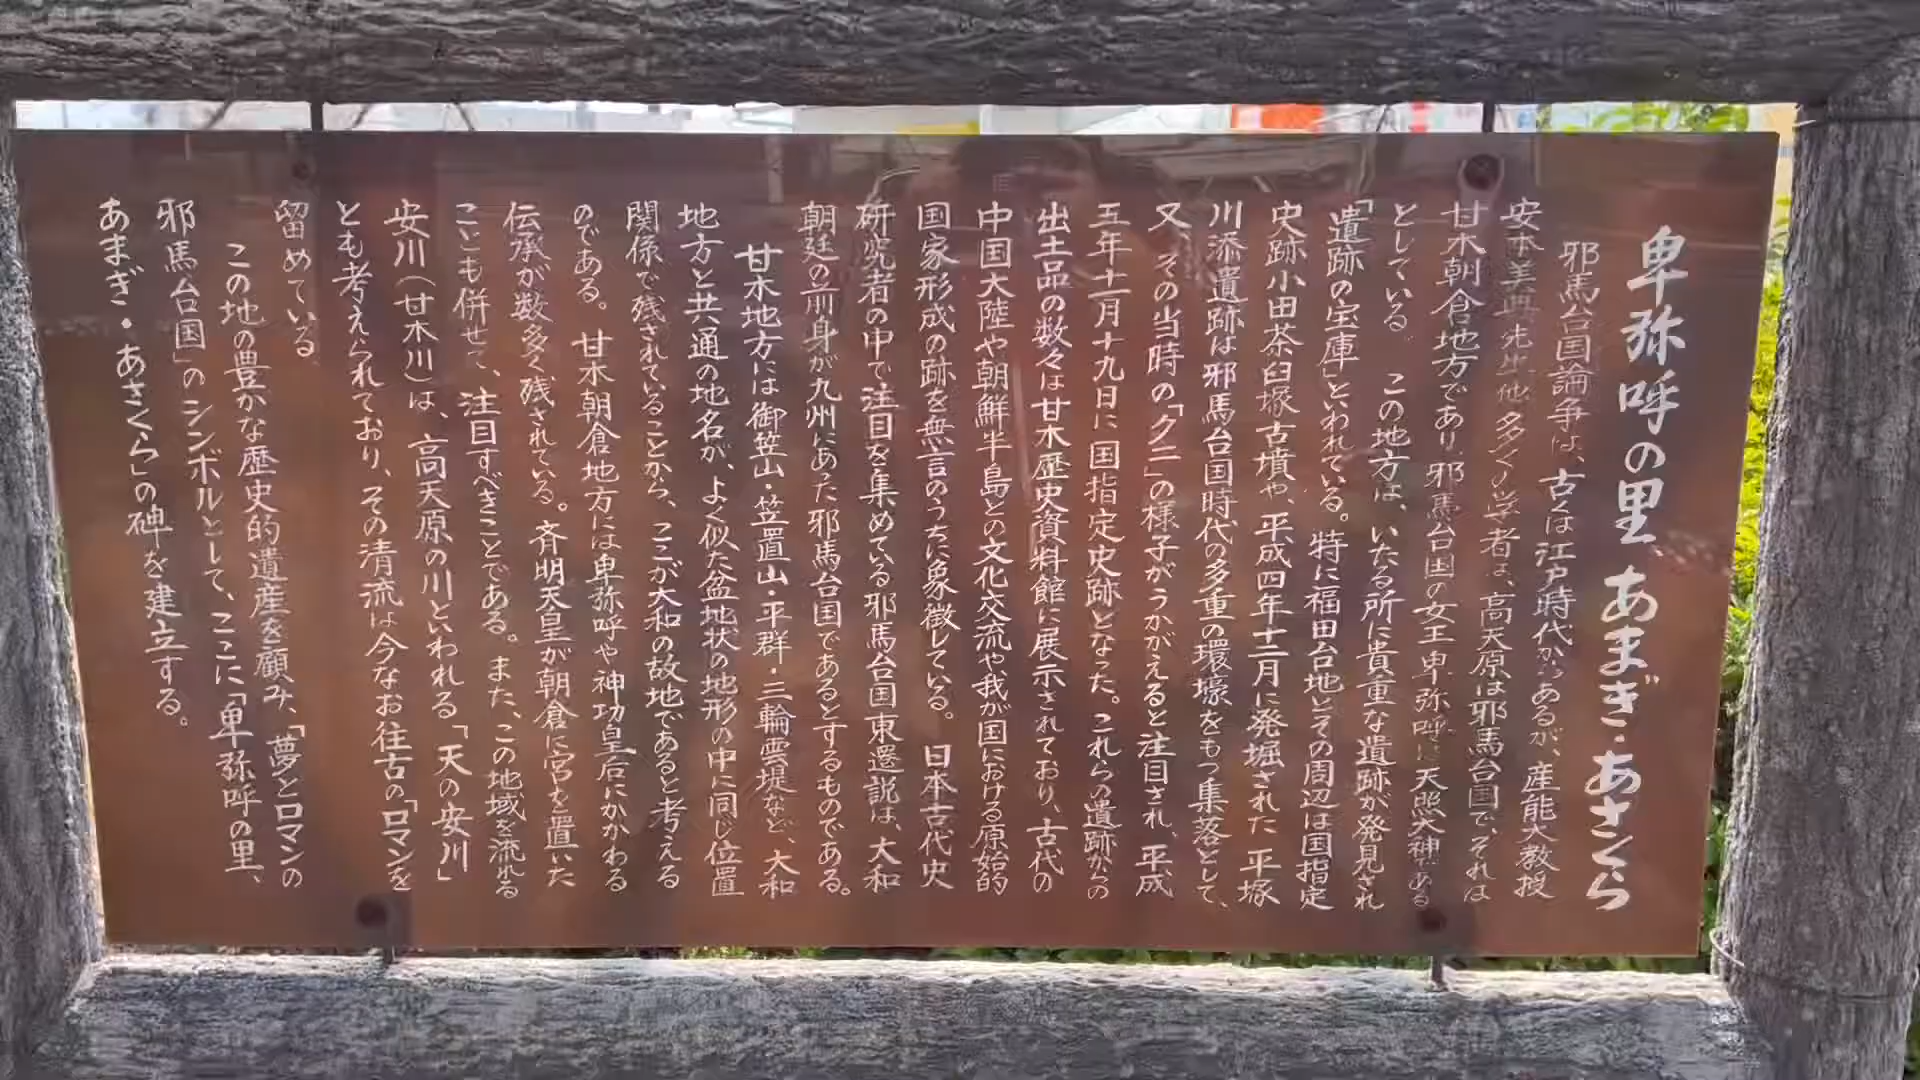 卑弥呼の里、あまぎ・あさくら
邪馬台国論争は、古くは江戸時代からあるが、産能大教授
安本美典先生他多くの学者は、高天原は邪馬台国で、それは
甘木朝倉地方であり、邪馬台国の女王卑弥呼は天照大神である
としている　この地方は、いたる所に貴重な遺跡が発見され
「遺跡の宝庫」といわれている。特に福田台地とその周辺は国指定
史跡小田茶臼塚古墳や、平成四年十二月に発掘された平塚
川添遺跡は邪馬台国時代の多重の環壕をもつ集落として、
又、その当時の「クニ」の様子がうかがえると注目され、平成
五年十一月十九日に国指定史跡となった。これらの遺跡からの
出土品の数々は甘木歴史資料館に展示されており、古代の
中国大陸や朝鮮半島との文化交流や我が国における原始的
国家形成の跡を無言のうちに象徴している。日本古代史
研究者の中で注目を集めている邪馬台国東遷説は、大和
朝廷の前身が九州にあった邪馬台国であるとするものである。
甘木地方には御笠山・笠置山・平群・三輪雲堤など、大和
地方と共通の地名が、よく似た盆地状の地形の中に同じ位置
関係で残されていることから、ここが大和の故地であると考える
のである。甘木朝倉地方には卑弥呼や神功皇后にかかわる
伝承が数多く残されている。斉明天皇が朝倉に宮を置いた
ことも併せて、注目すべきことである。また、この地域を流れる
安川（甘木川）は、高天原の川といわれる「天の安川」
とも考えられており、その清流は今なお往古の「ロマンを
留めている
この地の豊かな歴史的遺産を顧み、「夢とロマンの
邪馬台国」のシンボルとして、ここに「卑弥呼の里、
あまぎ・あさくら」の碑を建立する。